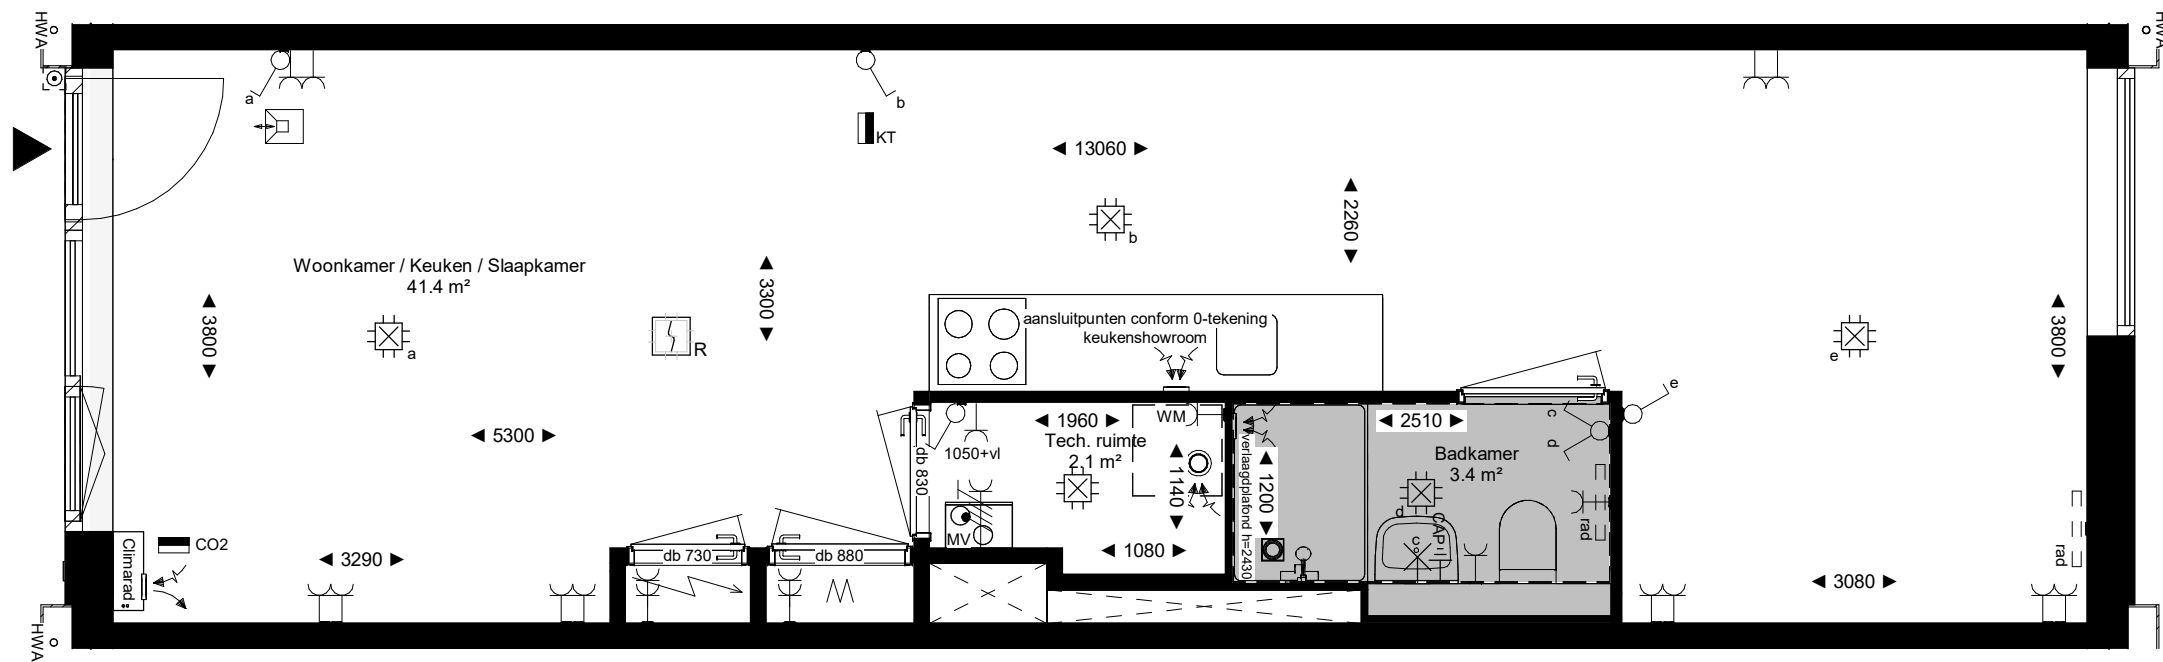 HWA
HWA
a
b
KT
13060
2260
b
Woonkamer / Keuken / Slaapkamer
41.4 m²
3800
a
R
3300
aansluitpunten conform 0-tekening
keukenshowroom
e
3800
e
5300
db 830
1050+vl
1960
Tech. ruimte
2.1 m²
WM
1140
MV
1080
verlaagdplafond h=2430
1200
2510
Badkamer
3.4 m²
c
d
d
c
CAP
rad
rad
Climarad
CO2
3290
db 730
db 880
3080
HWA